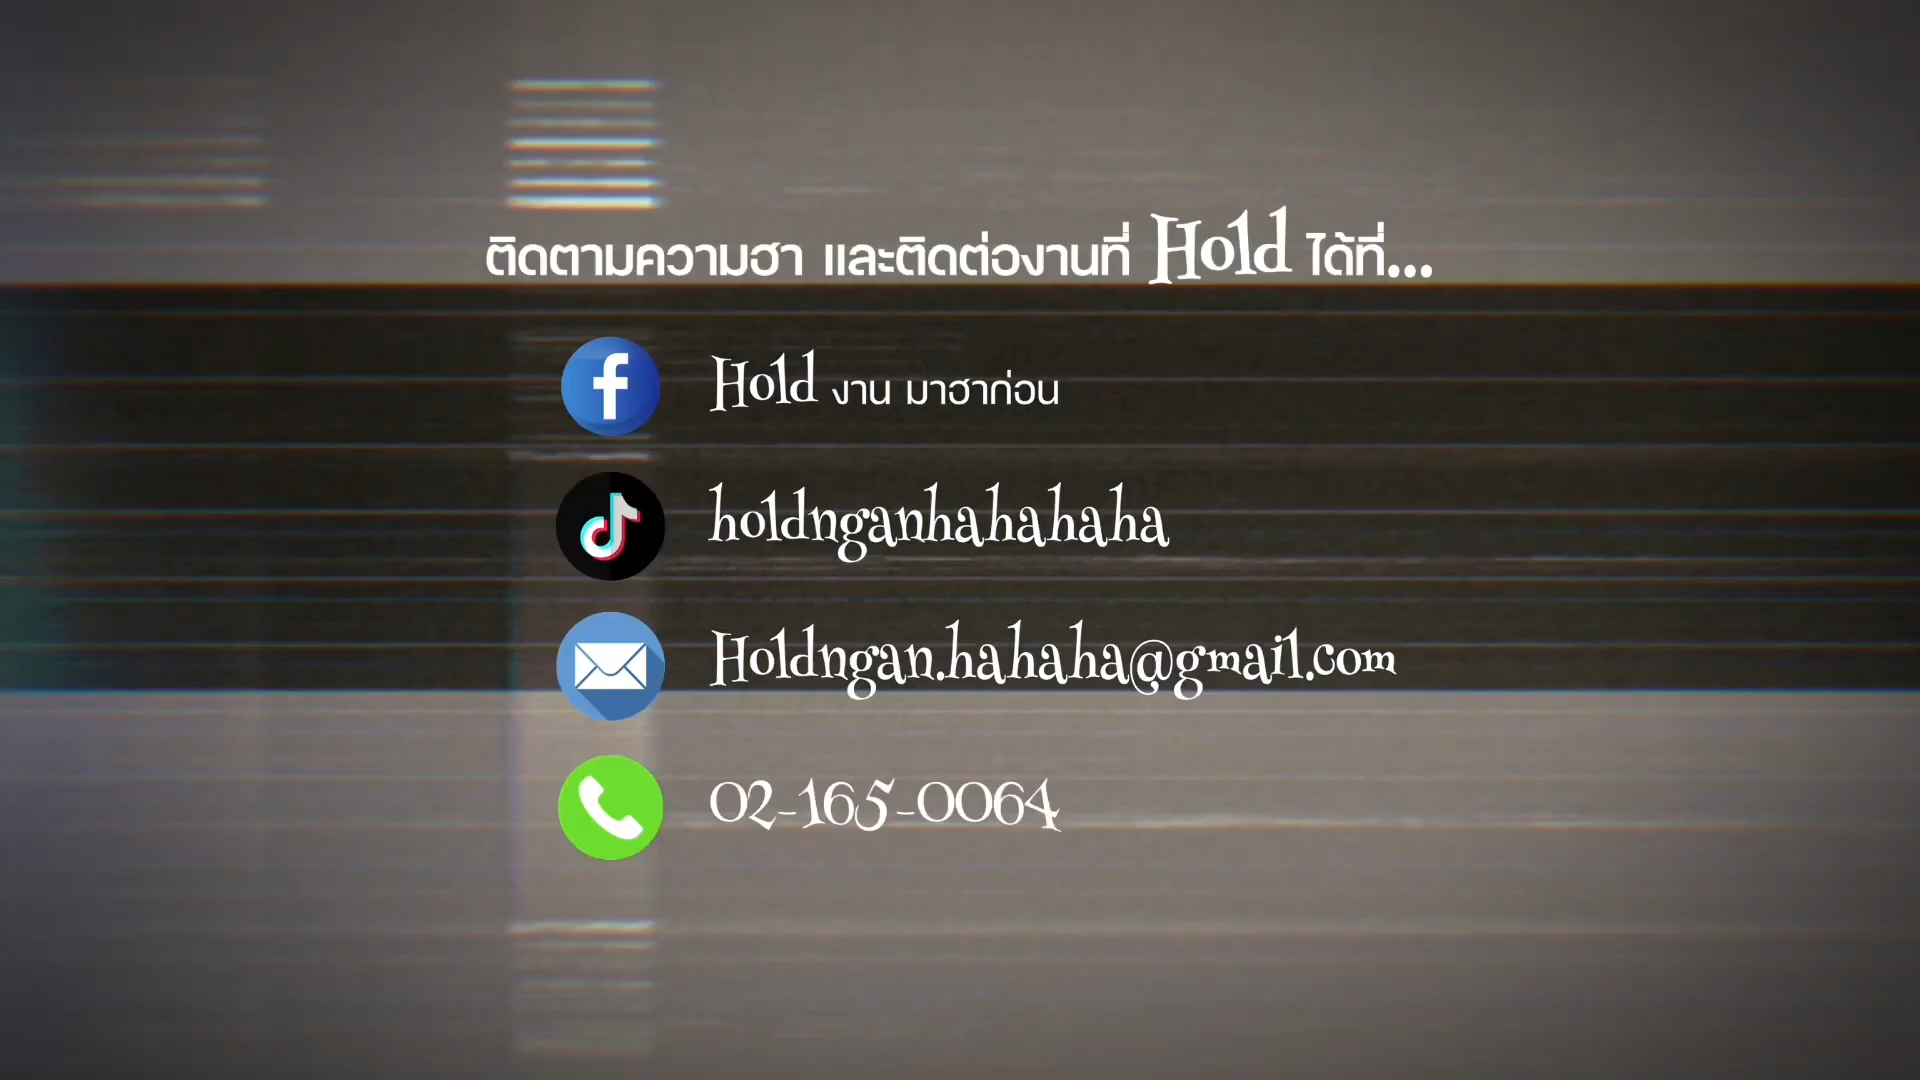 ติดตามความฮา และติดต่องานที่ Hold ได้ที่...
Hold งาน มาฮาก่อน
holdnganhahahaha
Holdngan.hahaha@gmail.com
02-165-0064